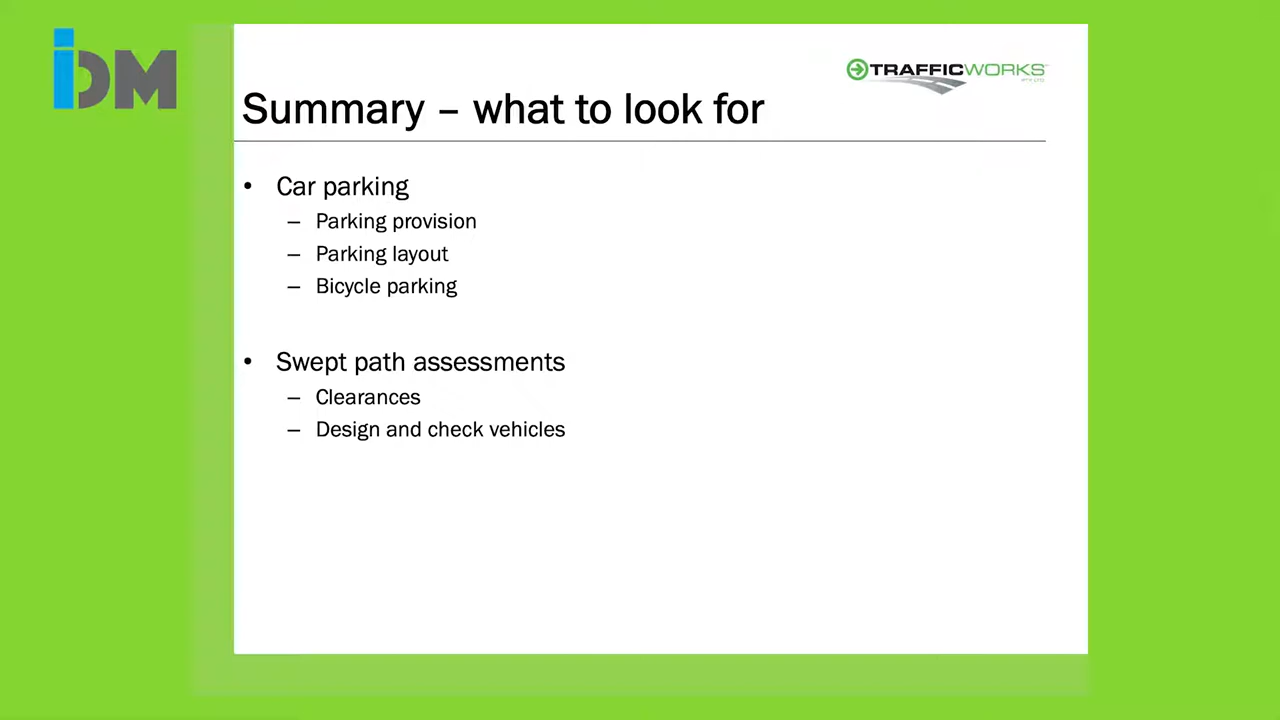 iDM
TRAFFICWORKS
Summary – what to look for
• Car parking
– Parking provision
– Parking layout
– Bicycle parking
• Swept path assessments
– Clearances
– Design and check vehicles